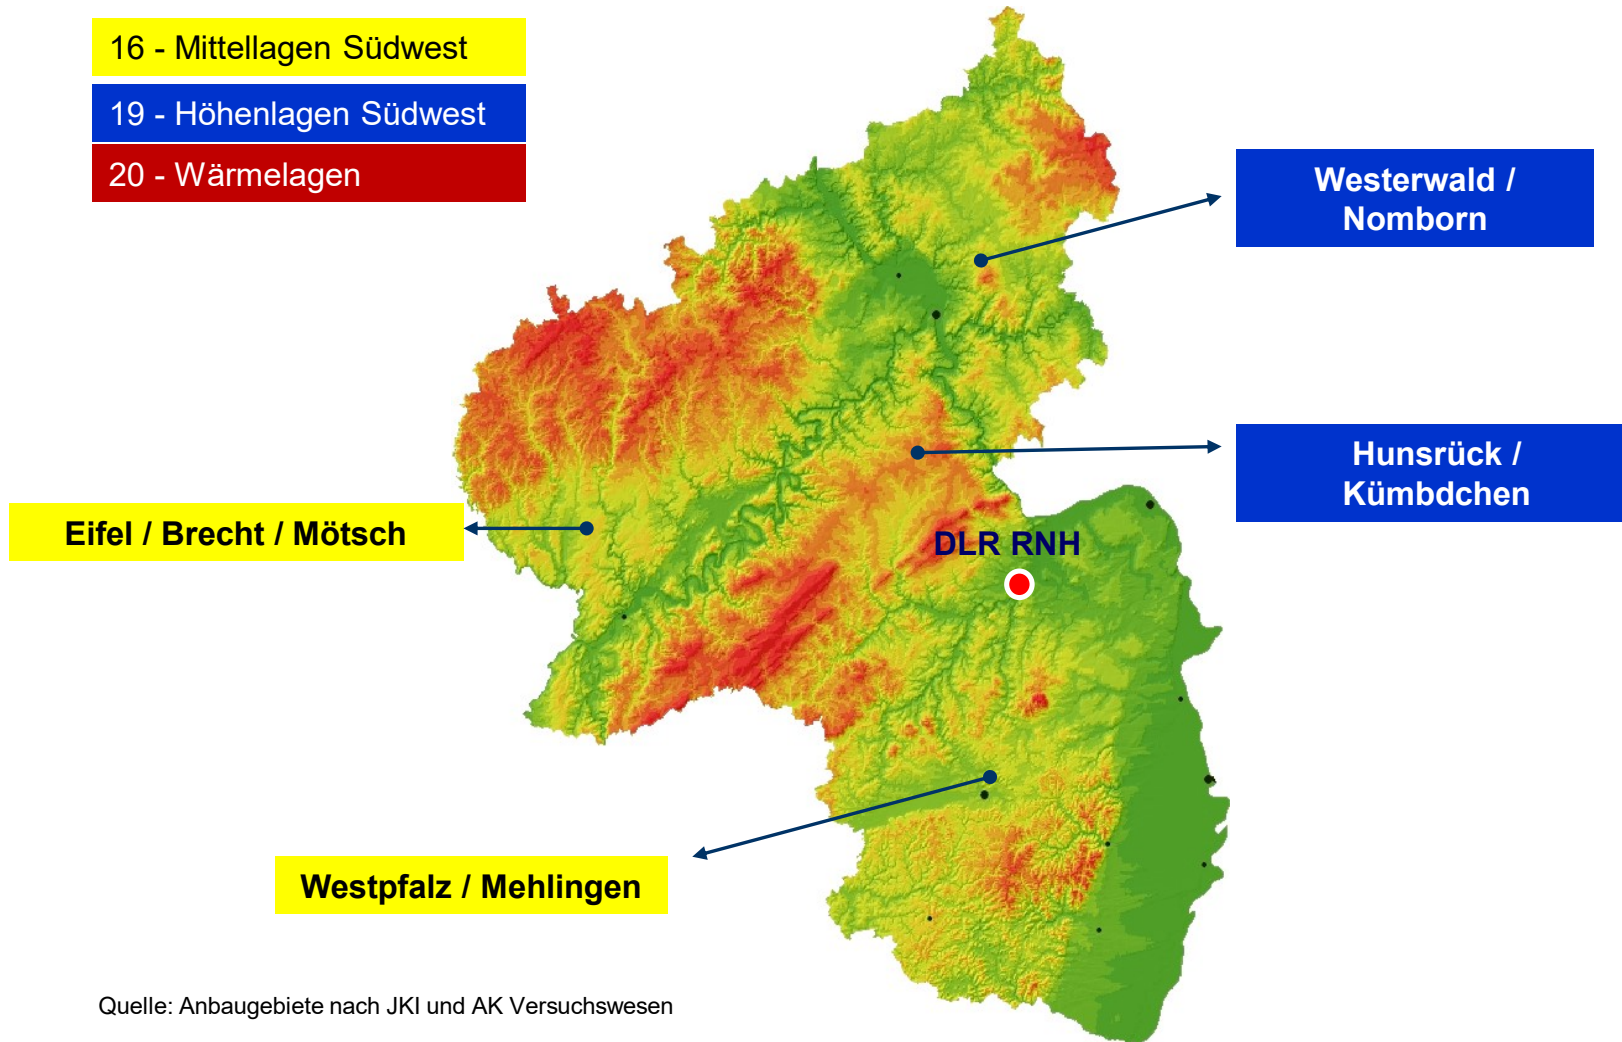 16 - Mittellagen Südwest
19 - Höhenlagen Südwest
20 - Wärmelagen
Westerwald /
Nomborn
Hunsrück /
Kümbdchen
Eifel / Brecht / Mötsch
DLR RNH
Westpfalz / Mehlingen
Quelle: Anbaugebiete nach JKI und AK Versuchswesen